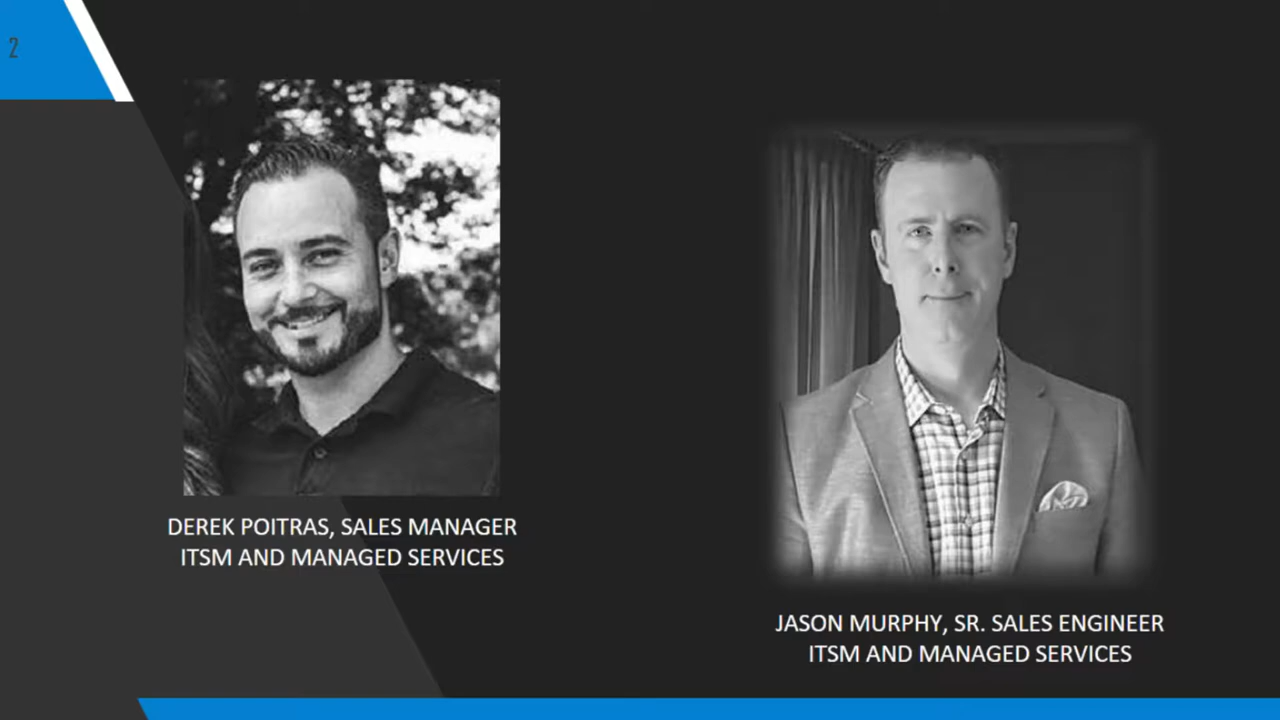 2
DEREK POITRAS, SALES MANAGER
ITSM AND MANAGED SERVICES
JASON MURPHY, SR. SALES ENGINEER
ITSM AND MANAGED SERVICES